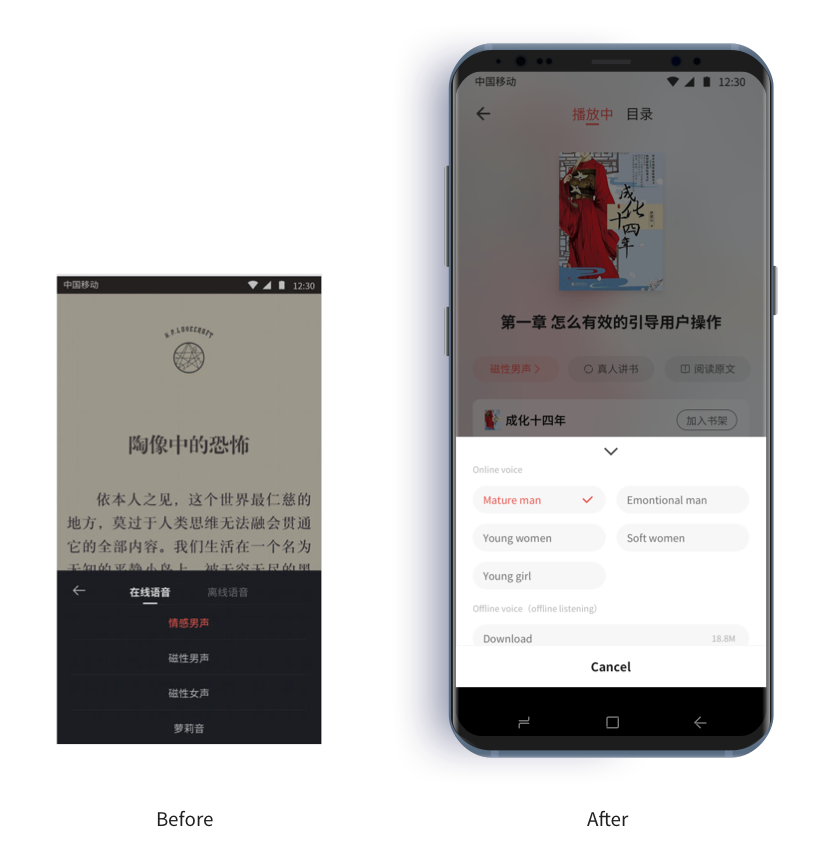 中国移动 12:30
H.P.LOVECRAFT
陶像中的恐怖
依本人之见，这个世界最仁慈的
地方，莫过于人类思维无法融会贯通
它的全部内容。我们生活在一个名为
在线语音 离线语音
情感男声
磁性男声
磁性女声
萝莉音
Before
中国移动 12:30
播放中 目录
成化十四年
第一章 怎么有效的引导用户操作
磁性男声 真人讲书 阅读原文
成化十四年 加入书架
Online voice
Mature man Emontional man
Young women Soft women
Young girl
Offline voice（offline listening）
Download 18.8M
Cancel
After